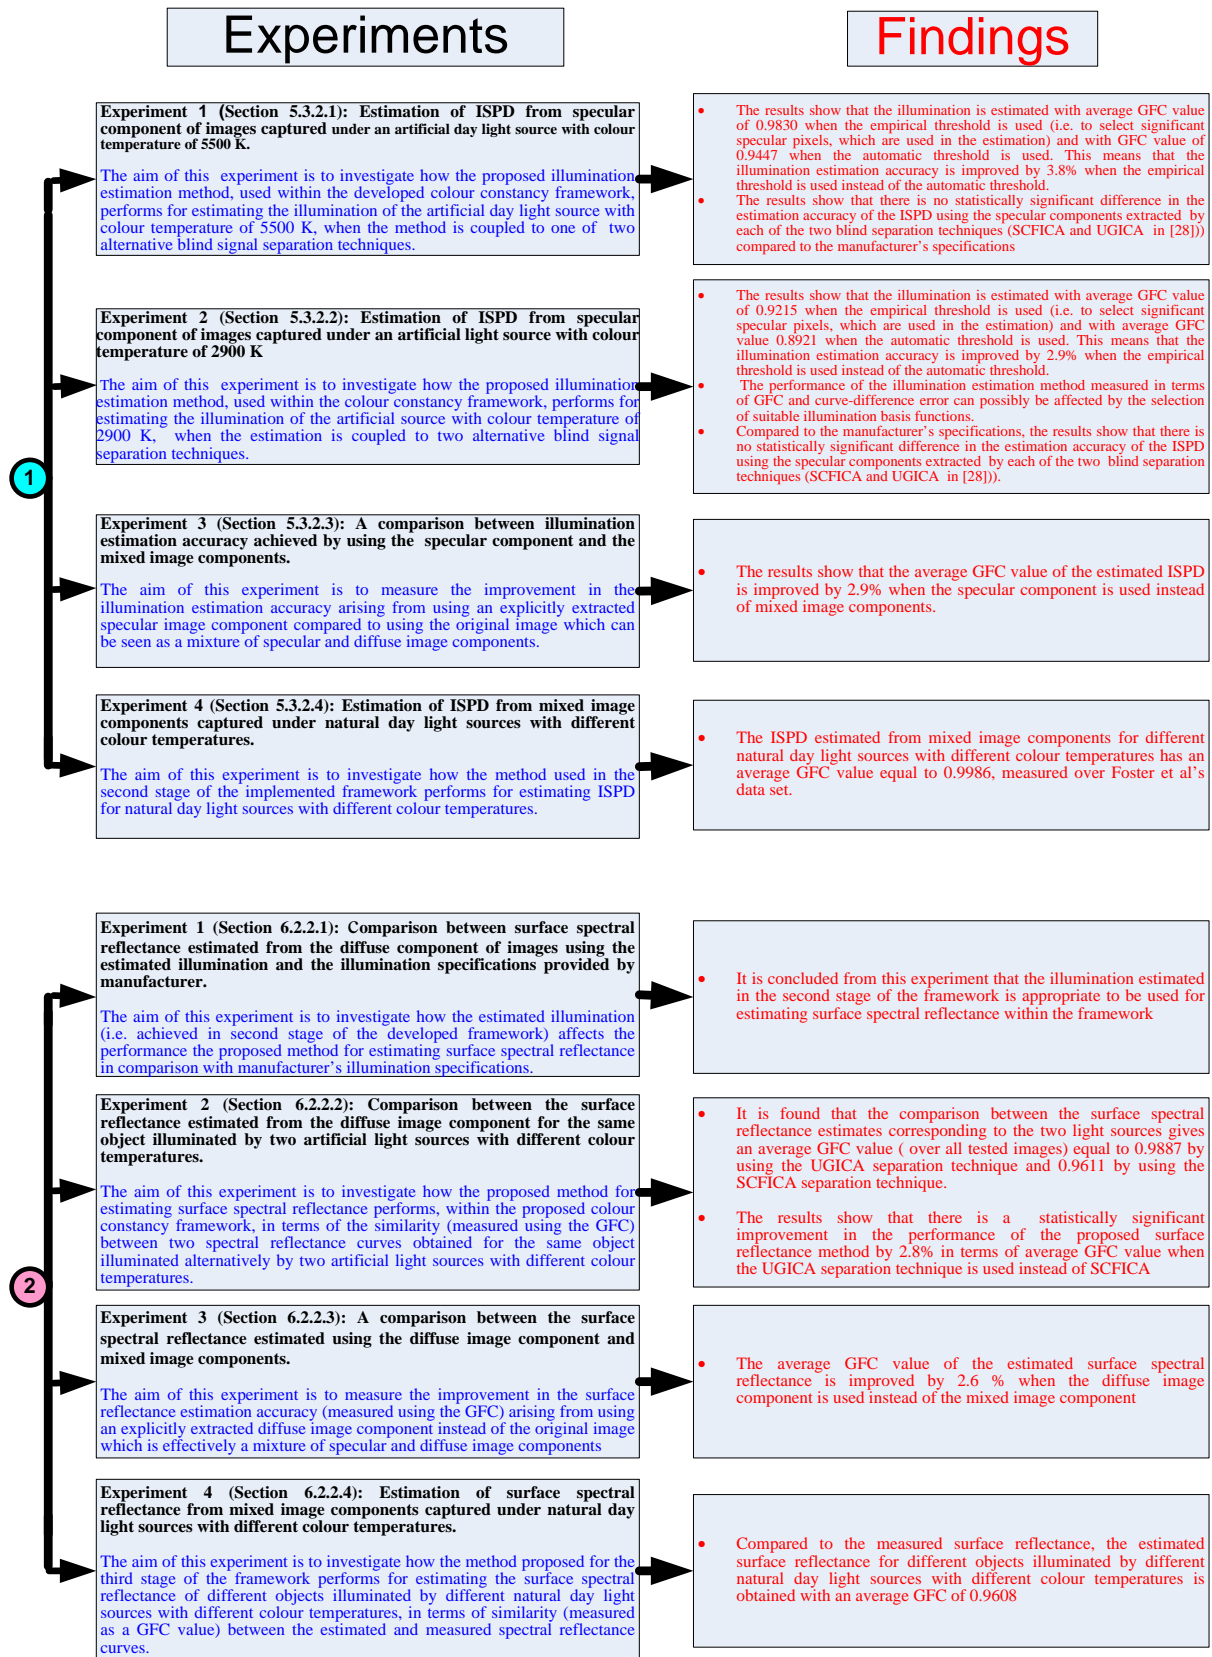 Experiments
Findings
Experiment 1 (Section 5.3.2.1): Estimation of ISPD from specular
component of images captured under an artificial day light source with colour
temperature of 5500 K.
The aim of this experiment is to investigate how the proposed illumination
estimation method, used within the developed colour constancy framework,
performs for estimating the illumination of the artificial day light source with
colour temperature of 5500 K, when the method is coupled to one of two
alternative blind signal separation techniques.
• The results show that the illumination is estimated with average GFC value
of 0.9830 when the empirical threshold is used (i.e. to select significant
specular pixels, which are used in the estimation) and with GFC value of
0.9447 when the automatic threshold is used. This means that the
illumination estimation accuracy is improved by 3.8% when the empirical
threshold is used instead of the automatic threshold.
• The results show that there is no statistically significant difference in the
estimation accuracy of the ISPD using the specular components extracted by
each of the two blind separation techniques (SCFICA and UGICA in [28]))
compared to the manufacturer's specifications
Experiment 2 (Section 5.3.2.2): Estimation of ISPD from specular
component of images captured under an artificial light source with colour
temperature of 2900 K
The aim of this experiment is to investigate how the proposed illumination
estimation method, used within the colour constancy framework, performs for
estimating the illumination of the artificial source with colour temperature of
2900 K, when the estimation is coupled to two alternative blind signal
separation techniques.
• The results show that the illumination is estimated with average GFC value
of 0.9215 when the empirical threshold is used (i.e. to select significant
specular pixels, which are used in the estimation) and with average GFC
value 0.8921 when the automatic threshold is used. This means that the
illumination estimation accuracy is improved by 2.9% when the empirical
threshold is used instead of the automatic threshold.
• The performance of the illumination estimation method measured in terms
of GFC and curve-difference error can possibly be affected by the selection
of suitable illumination basis functions.
• Compared to the manufacturer's specifications, the results show that there is
no statistically significant difference in the estimation accuracy of the ISPD
using the specular components extracted by each of the two blind separation
techniques (SCFICA and UGICA in [28])).
1
Experiment 3 (Section 5.3.2.3): A comparison between illumination
estimation accuracy achieved by using the specular component and the
mixed image components.
The aim of this experiment is to measure the improvement in the
illumination estimation accuracy arising from using an explicitly extracted
specular image component compared to using the original image which can
be seen as a mixture of specular and diffuse image components.
• The results show that the average GFC value of the estimated ISPD
is improved by 2.9% when the specular component is used instead
of mixed image components.
Experiment 4 (Section 5.3.2.4): Estimation of ISPD from mixed image
components captured under natural day light sources with different
colour temperatures.
The aim of this experiment is to investigate how the method used in the
second stage of the implemented framework performs for estimating ISPD
for natural day light sources with different colour temperatures.
• The ISPD estimated from mixed image components for different
natural day light sources with different colour temperatures has an
average GFC value equal to 0.9986, measured over Foster et al's
data set.
Experiment 1 (Section 6.2.2.1): Comparison between surface spectral
reflectance estimated from the diffuse component of images using the
estimated illumination and the illumination specifications provided by
manufacturer.
The aim of this experiment is to investigate how the estimated illumination
(i.e. achieved in second stage of the developed framework) affects the
performance the proposed method for estimating surface spectral reflectance
in comparison with manufacturer's illumination specifications.
• It is concluded from this experiment that the illumination estimated
in the second stage of the framework is appropriate to be used for
estimating surface spectral reflectance within the framework
Experiment 2 (Section 6.2.2.2): Comparison between the surface
reflectance estimated from the diffuse image component for the same
object illuminated by two artificial light sources with different colour
temperatures.
The aim of this experiment is to investigate how the proposed method for
estimating surface spectral reflectance performs, within the proposed colour
constancy framework, in terms of the similarity (measured using the GFC)
between two spectral reflectance curves obtained for the same object
illuminated alternatively by two artificial light sources with different colour
temperatures.
• It is found that the comparison between the surface spectral
reflectance estimates corresponding to the two light sources gives
an average GFC value ( over all tested images) equal to 0.9887 by
using the UGICA separation technique and 0.9611 by using the
SCFICA separation technique.
• The results show that there is a statistically significant
improvement in the performance of the proposed surface
reflectance method by 2.8% in terms of average GFC value when
the UGICA separation technique is used instead of SCFICA
2
Experiment 3 (Section 6.2.2.3): A comparison between the surface
spectral reflectance estimated using the diffuse image component and
mixed image components.
The aim of this experiment is to measure the improvement in the surface
reflectance estimation accuracy (measured using the GFC) arising from using
an explicitly extracted diffuse image component instead of the original image
which is effectively a mixture of specular and diffuse image components
• The average GFC value of the estimated surface spectral
reflectance is improved by 2.6 % when the diffuse image
component is used instead of the mixed image component
Experiment 4 (Section 6.2.2.4): Estimation of surface spectral
reflectance from mixed image components captured under natural day
light sources with different colour temperatures.
The aim of this experiment is to investigate how the method proposed for the
third stage of the framework performs for estimating the surface spectral
reflectance of different objects illuminated by different natural day light
sources with different colour temperatures, in terms of similarity (measured
as a GFC value) between the estimated and measured spectral reflectance
curves.
• Compared to the measured surface reflectance, the estimated
surface reflectance for different objects illuminated by different
natural day light sources with different colour temperatures is
obtained with an average GFC of 0.9608